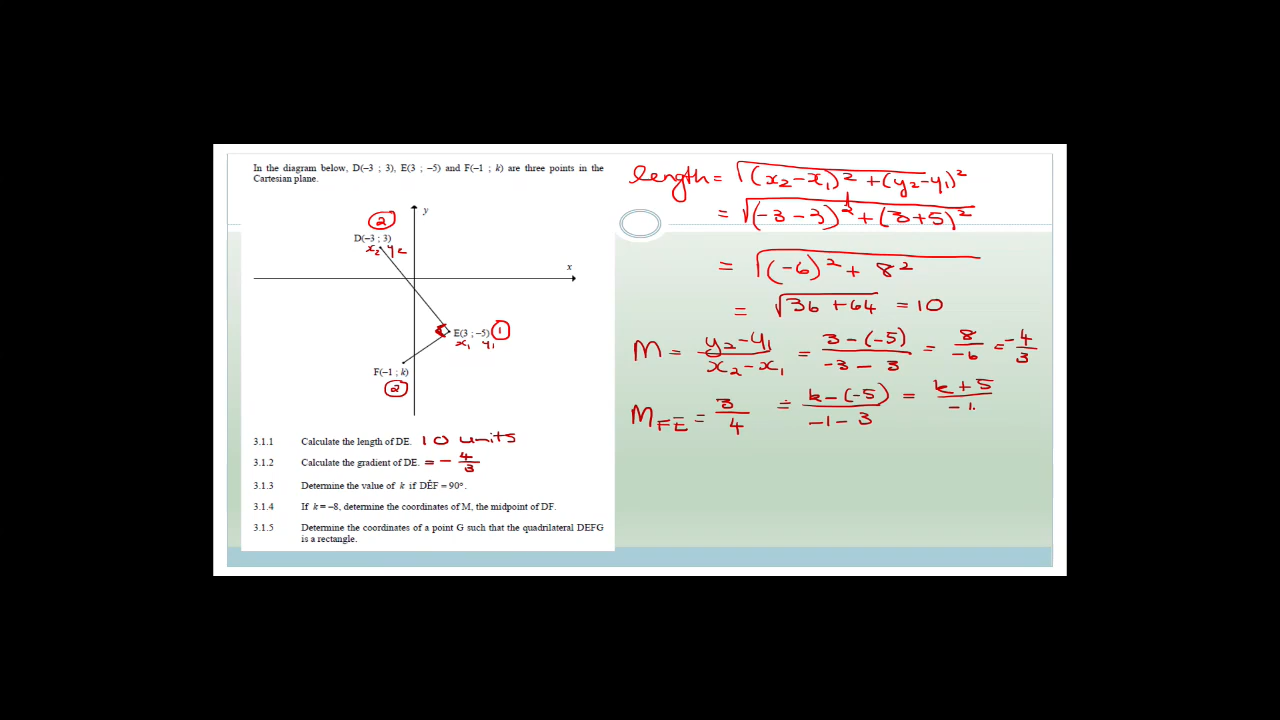 In the diagram below, D(–3 ; 3), E(3 ; –5) and F(–1 ; k) are three points in the
Cartesian plane.
y
②
D(–3 ; 3)
x₂ y₂
x
E(3 ; –5) ①
x₁ y₁
F(–1 ; k)
②
3.1.1 Calculate the length of DE. 10 units
3.1.2 Calculate the gradient of DE. = - 4/3
3.1.3 Determine the value of k if DÊF = 90°.
3.1.4 If k = –8, determine the coordinates of M, the midpoint of DF.
3.1.5 Determine the coordinates of a point G such that the quadrilateral DEFG
is a rectangle.
length = √(x₂-x₁)² + (y₂-y₁)²
= √(-3-3)² + (3+5)²
= √(-6)² + 8²
= √36+64 = 10
M = y₂-y₁/x₂-x₁ = 3-(-5)/-3-3 = 8/-6 = -4/3
M_FE = 3/4 = k-(-5)/-1-3 = k+5/-1